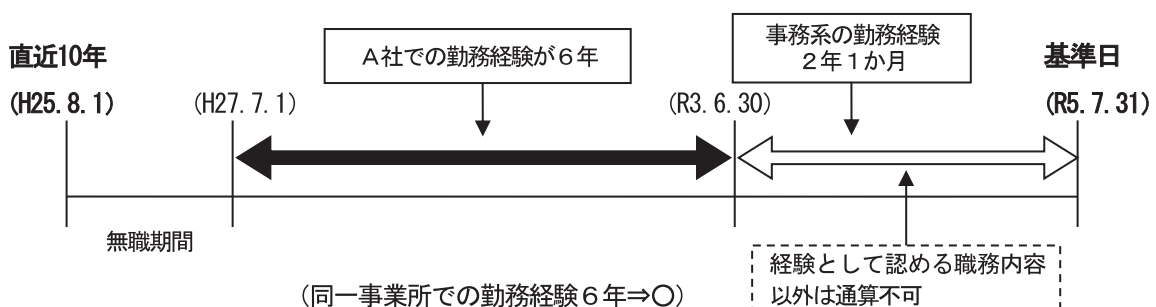 事務系の勤務経験
2年1か月
A社での勤務経験が6年
直近10年
基準日
(H25.8.1)
(H27.7.1)
(R3.6.30)
(R5.7.31)
無職期間
経験として認める職務内容
以外は通算不可
(同一事業所での勤務経験6年⇒○)